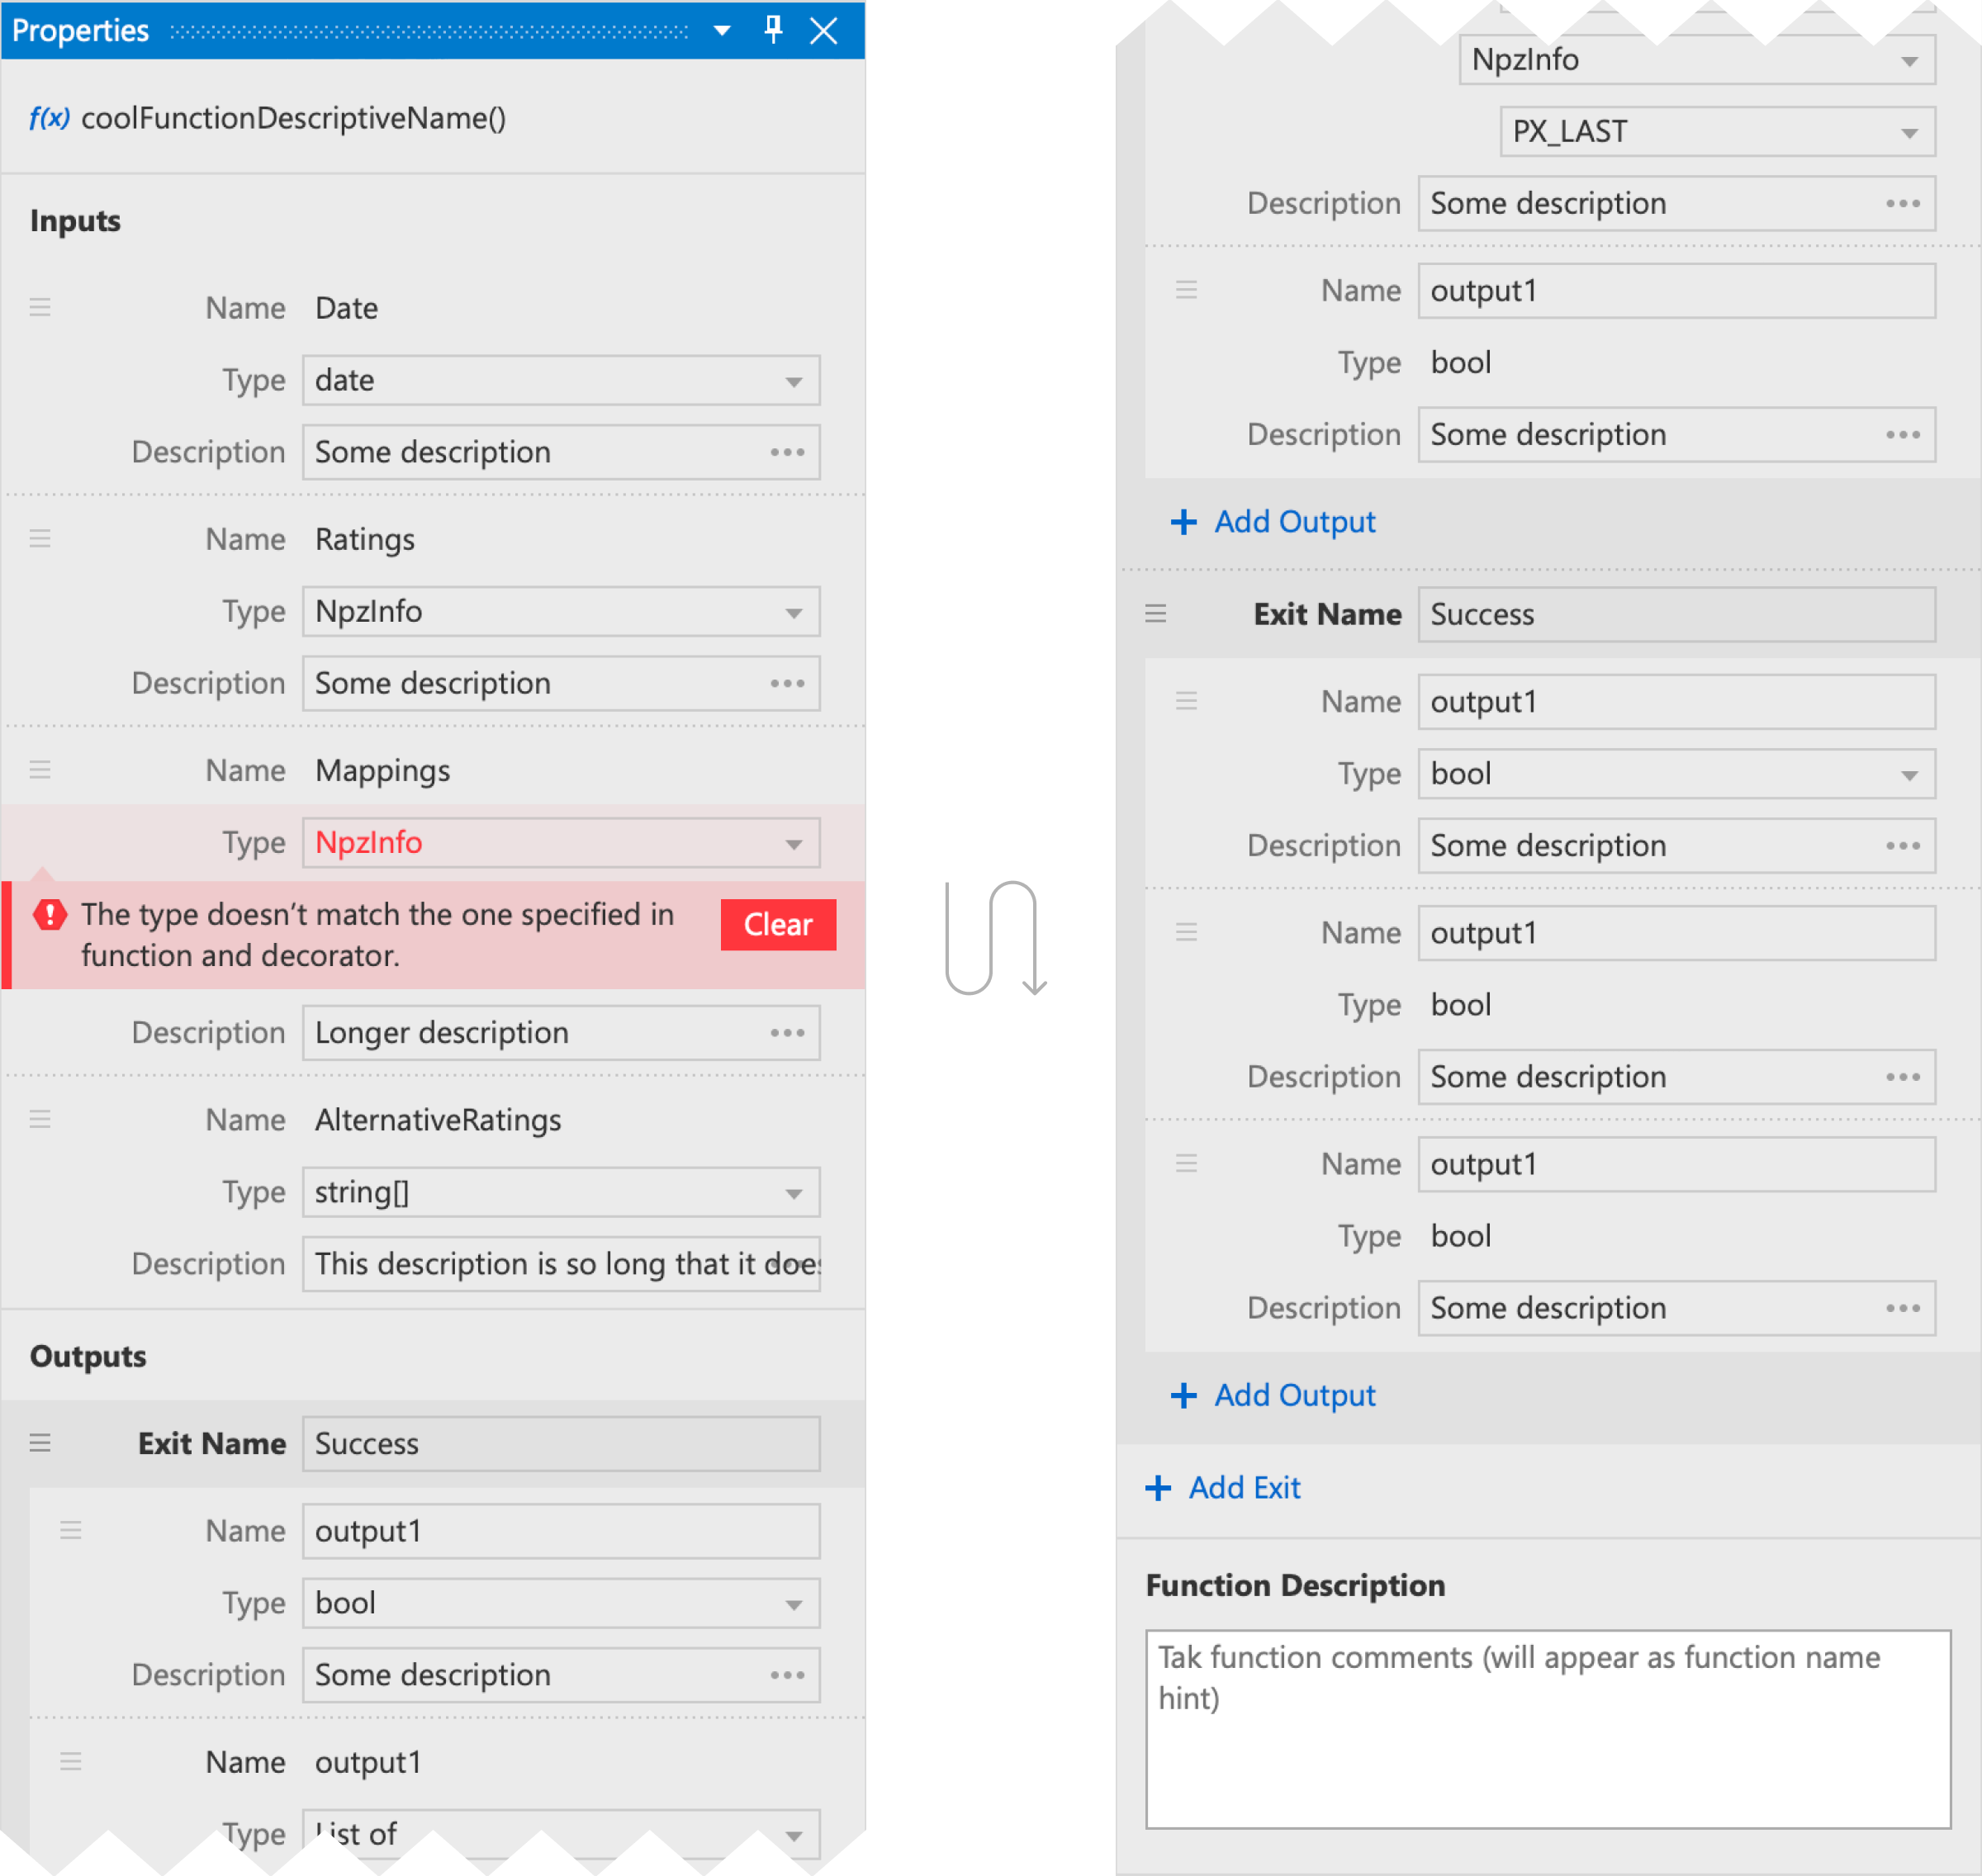 Properties
f(x) coolFunctionDescriptiveName()
Inputs
Name Date
Type date
Description Some description
Name Ratings
Type NpzInfo
Description Some description
Name Mappings
Type NpzInfo
The type doesn’t match the one specified in
function and decorator.
Clear
Description Longer description
Name AlternativeRatings
Type string[]
Description This description is so long that it does
Outputs
Exit Name Success
Name output1
Type bool
Description Some description
Name output1
Type List of
NpzInfo
PX_LAST
Description Some description
Name output1
Type bool
Description Some description
+ Add Output
Exit Name Success
Name output1
Type bool
Description Some description
Name output1
Type bool
Description Some description
Name output1
Type bool
Description Some description
+ Add Output
+ Add Exit
Function Description
Tak function comments (will appear as function name
hint)